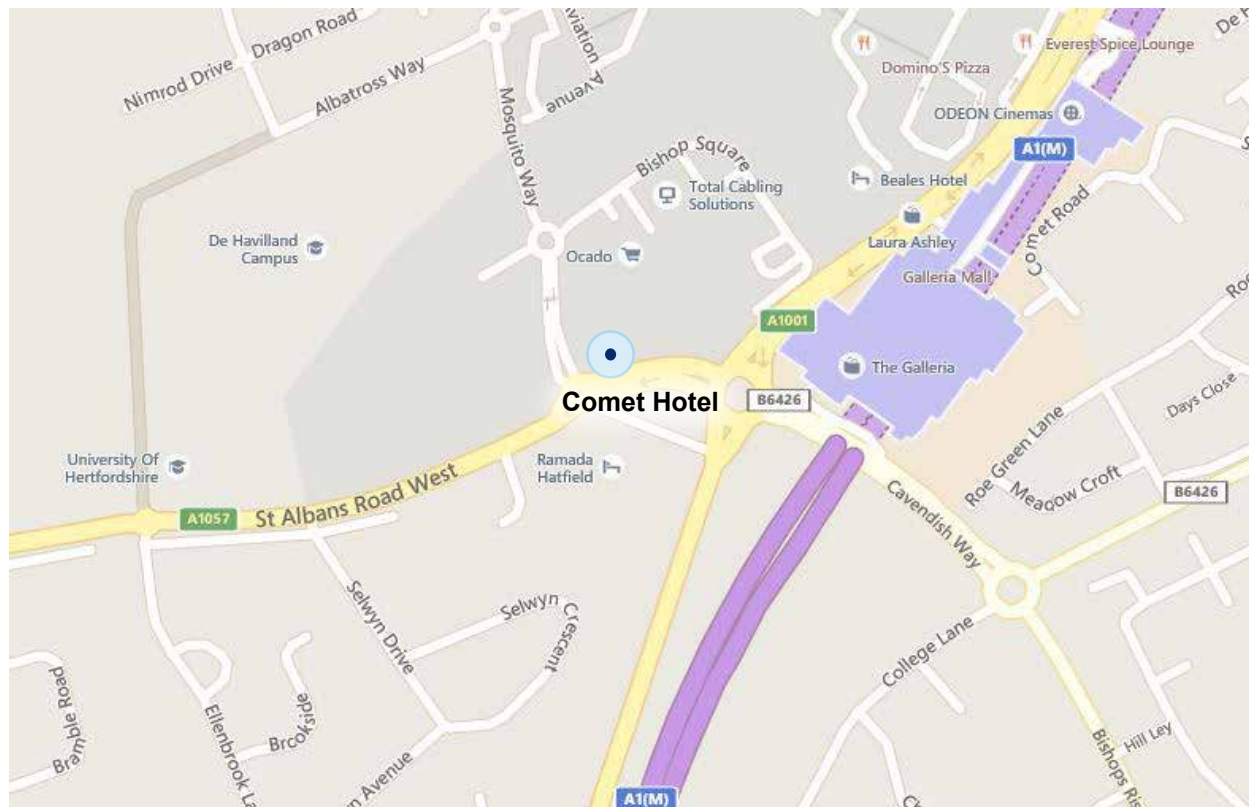 Dragon Road
Nimrod Drive
Albatross Way
Aviation Avenue
Mosquito Way
Bishop Square
Domino'S Pizza
Everest Spice Lounge
De H
ODEON Cinemas
A1(M)
Beales Hotel
Total Cabling
Solutions
Laura Ashley
Comet Road
De Havilland
Campus
Ocado
Galleria Mall
Roe
A1001
The Galleria
Comet Hotel
B6426
Days Close
Roe Green Lane
University Of
Hertfordshire
Ramada
Hatfield
Meadow Croft
B6426
St Albans Road West
A1057
Cavendish Way
Selwyn Drive
Selwyn Crescent
College Lane
Bramble Road
Brookside
Ellenbrook La
n Avenue
Hill Ley
Bishops Ris
A1(M)